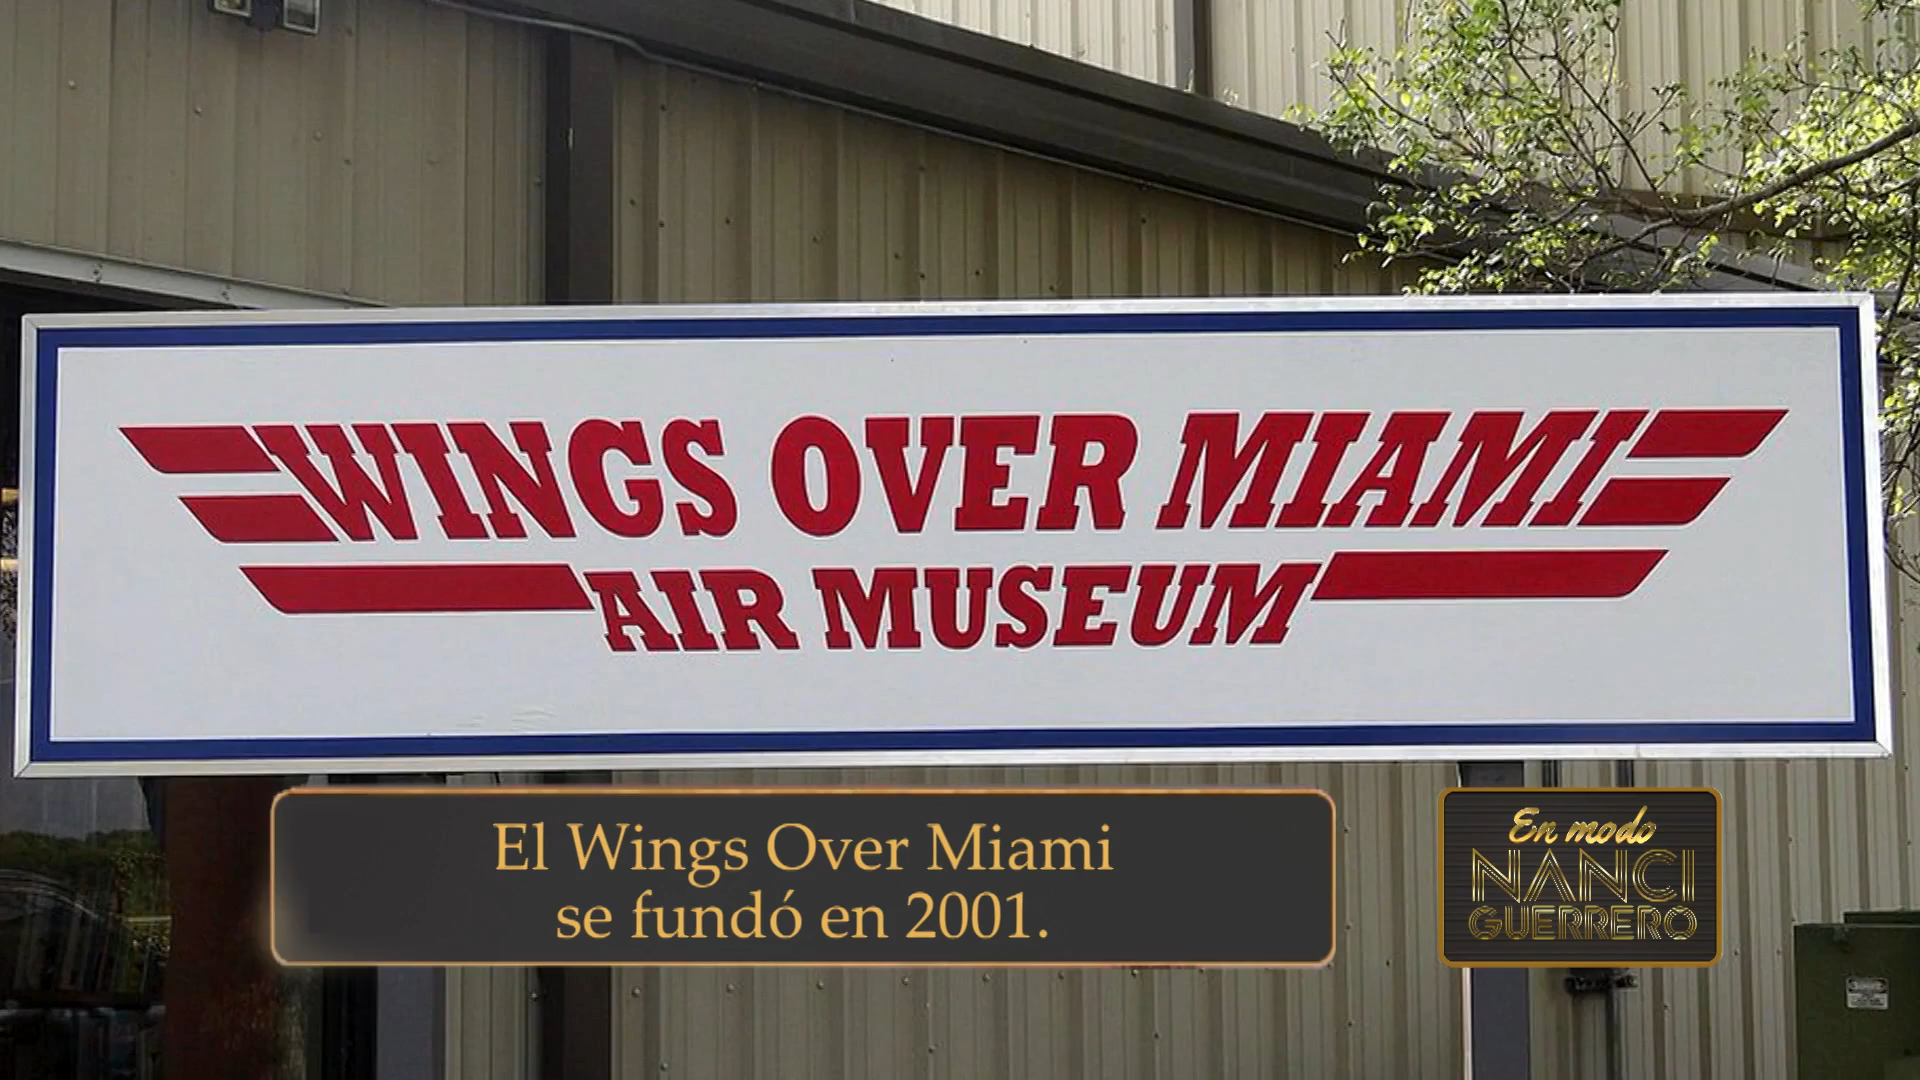 WINGS OVER MIAMI
AIR MUSEUM
El Wings Over Miami
se fundó en 2001.
En modo
NANCI
GUERRERO